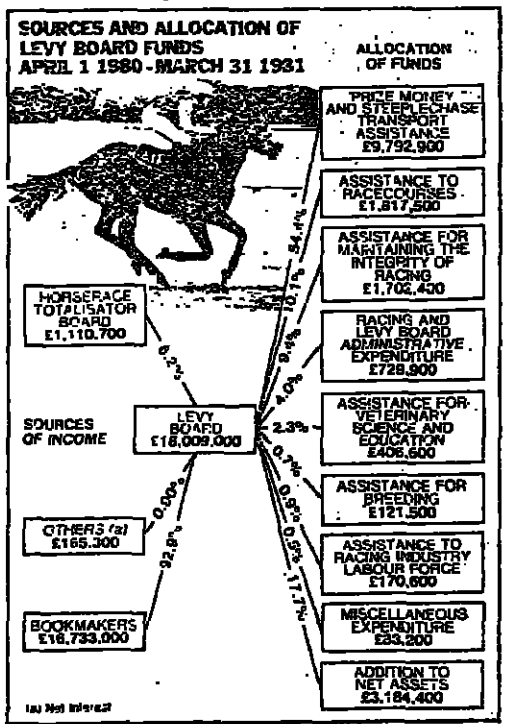 SOURCES AND ALLOCATION OF
LEVY BOARD FUNDS
APRIL 1 1980 - MARCH 31 1981
ALLOCATION
OF FUNDS
PRIZE MONEY
AND STEEPLECHASE
TRANSPORT
ASSISTANCE
£9,792,900
ASSISTANCE TO
RACECOURSES
£1,817,500
ASSISTANCE FOR
MAINTAINING THE
INTEGRITY OF
RACING
£1,702,400
RACING AND
LEVY BOARD
ADMINISTRATIVE
EXPENDITURE
£728,900
ASSISTANCE FOR
VETERINARY
SCIENCE AND
EDUCATION
£406,600
ASSISTANCE FOR
BREEDING
£121,500
ASSISTANCE TO
RACING INDUSTRY
LABOUR FORCE
£170,600
MISCELLANEOUS
EXPENDITURE
ADDITION TO
NET ASSETS
£3,184,400
54.4%
10.1%
9.4%
4.0%
2.3%
0.7%
0.9%
0.5%
17.7%
HORSERACE
TOTALISATOR
BOARD
£1,110,700
6.2%
SOURCES
OF INCOME
LEVY
BOARD
£18,009,000
0.90%
92.9%
OTHERS (a)
£165,300
BOOKMAKERS
£16,733,000
(a) Net Interest